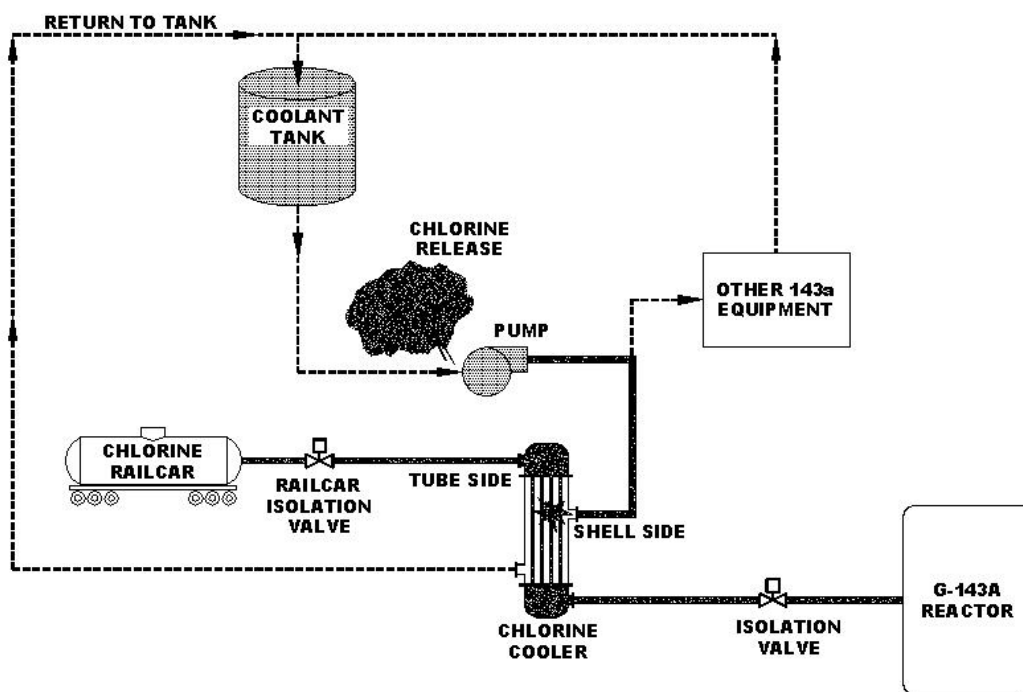 RETURN TO TANK
COOLANT
TANK
CHLORINE
RELEASE
PUMP
OTHER 143a
EQUIPMENT
CHLORINE
RAILCAR
RAILCAR
ISOLATION
VALVE
TUBE SIDE
SHELL SIDE
CHLORINE
COOLER
ISOLATION
VALVE
G-143A
REACTOR